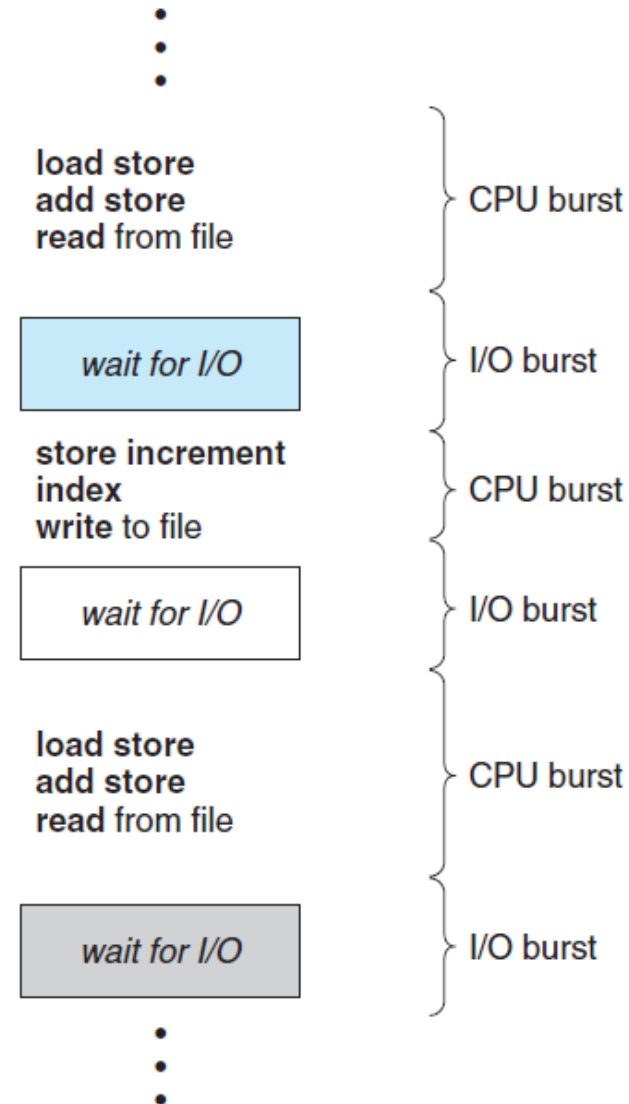 load store
add store
read from file
CPU burst
wait for I/O
I/O burst
store increment
index
write to file
CPU burst
wait for I/O
I/O burst
load store
add store
read from file
CPU burst
wait for I/O
I/O burst